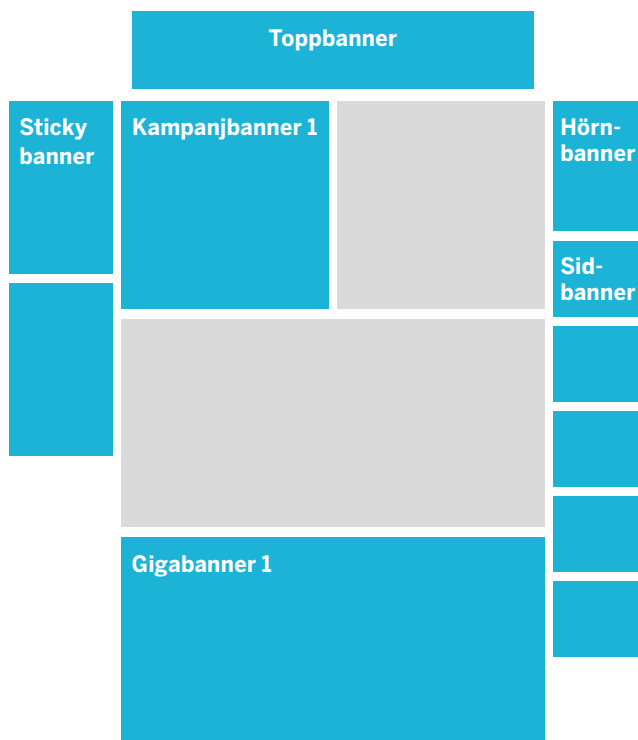 Toppbanner
Sticky
banner
Kampanjbanner 1
Hörn-
banner
Sid-
banner
Gigabanner 1